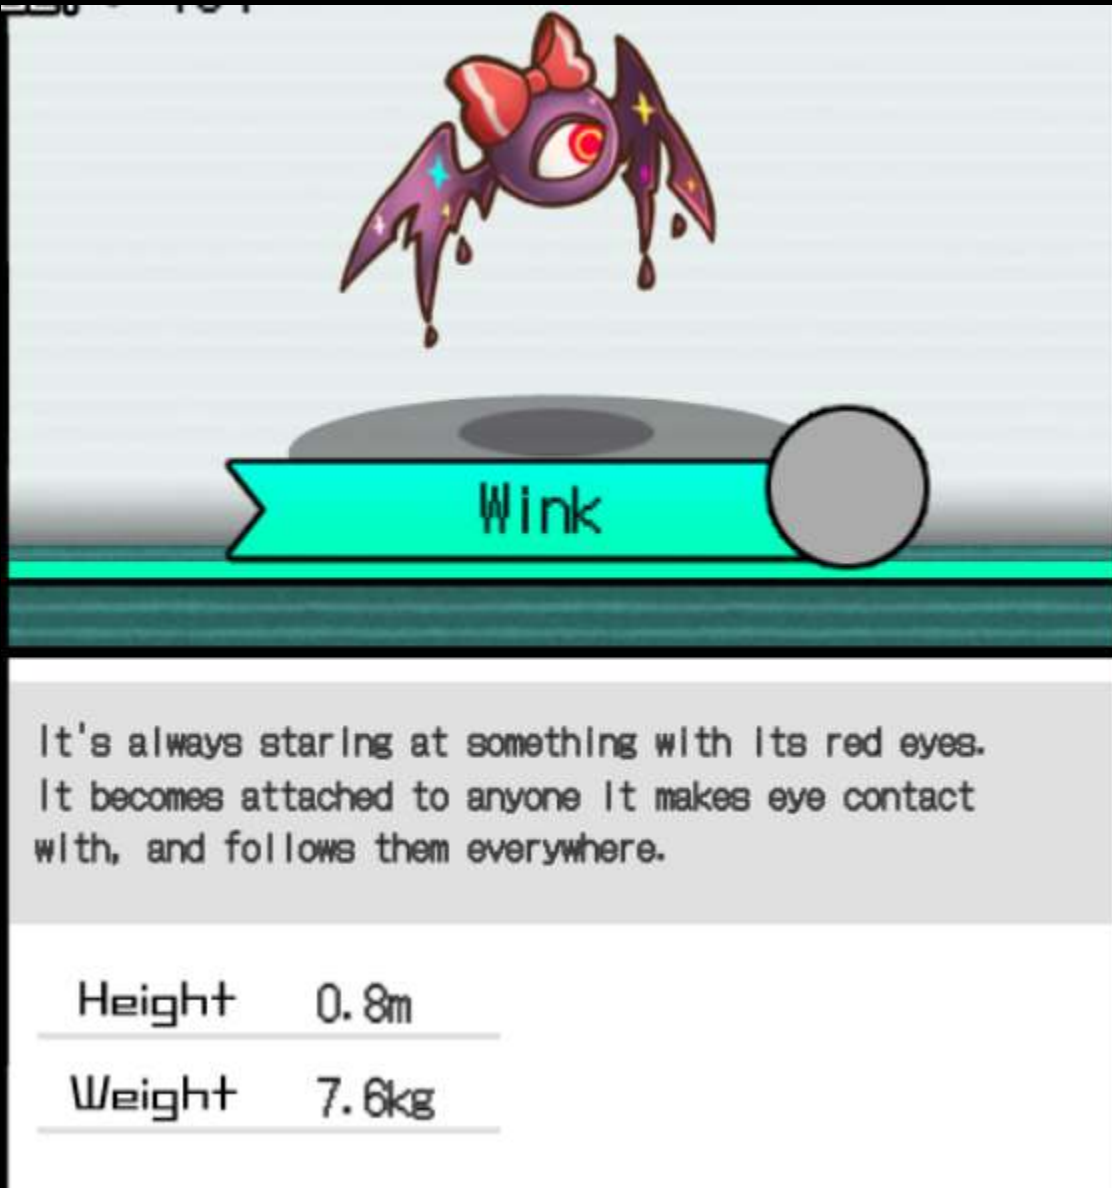 Wink
It's always staring at something with its red eyes.
It becomes attached to anyone it makes eye contact
with, and follows them everywhere.
Height 0.8m
Weight 7.6kg